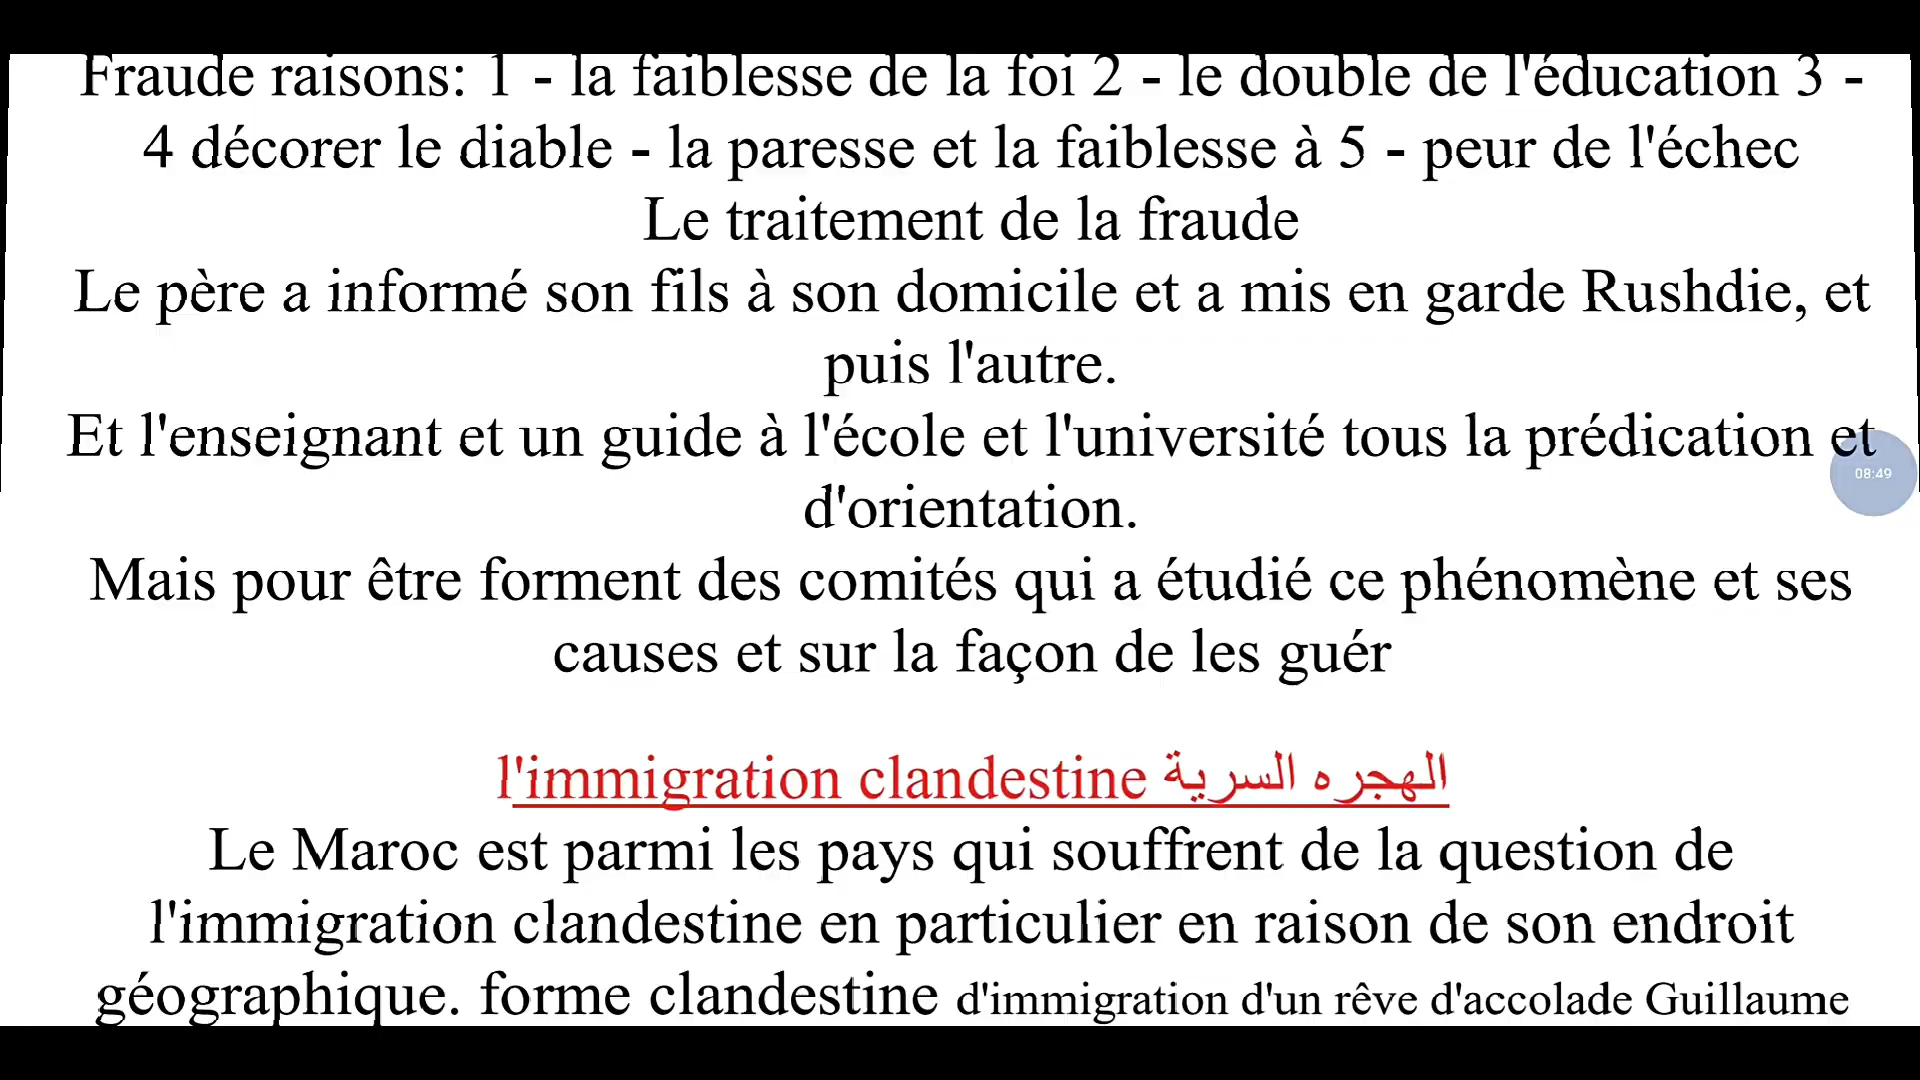 Fraude raisons: 1 - la faiblesse de la foi 2 - le double de l'éducation 3 -
4 décorer le diable - la paresse et la faiblesse à 5 - peur de l'échec
Le traitement de la fraude
Le père a informé son fils à son domicile et a mis en garde Rushdie, et
puis l'autre.
Et l'enseignant et un guide à l'école et l'université tous la prédication et
d'orientation.
08:49
Mais pour être forment des comités qui a étudié ce phénomène et ses
causes et sur la façon de les guér
l'immigration clandestine الهجره السرية
Le Maroc est parmi les pays qui souffrent de la question de
l'immigration clandestine en particulier en raison de son endroit
géographique. forme clandestine d'immigration d'un rêve d'accolade Guillaume